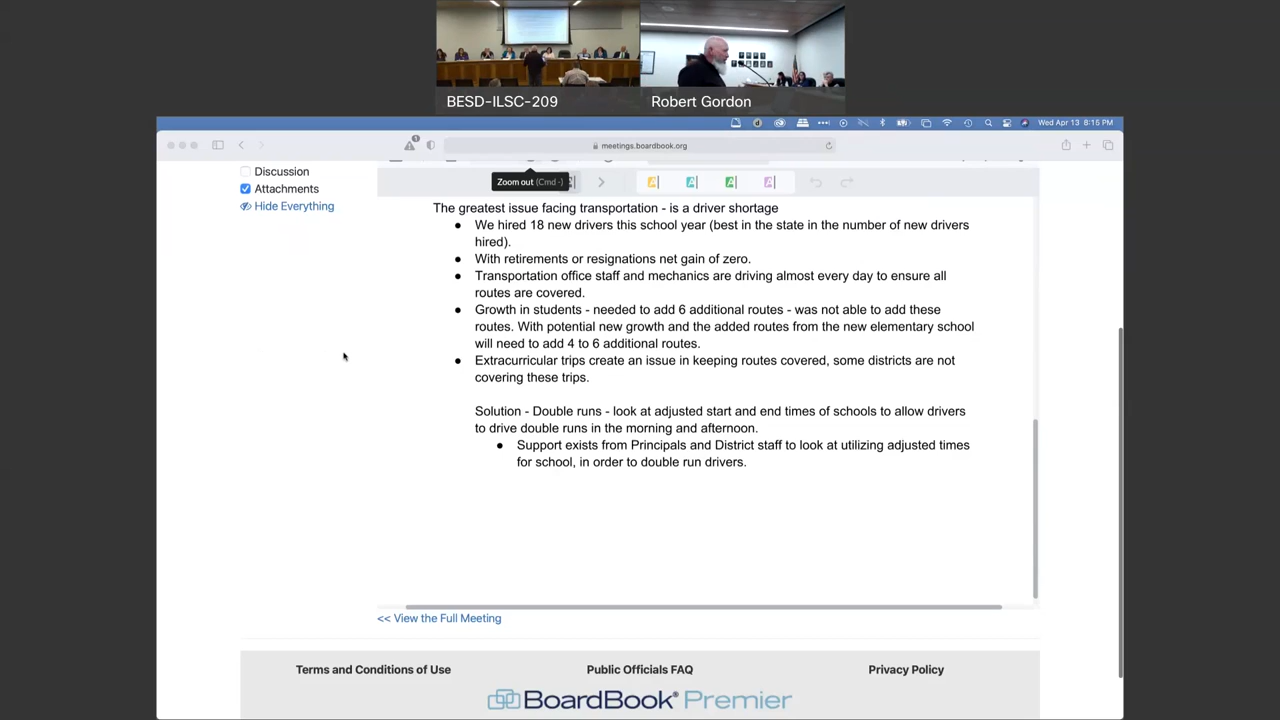 BESD-ILSC-209
Robert Gordon
Wed Apr 13 8:15 PM
meetings.boardbook.org
Discussion
Attachments
Hide Everything
Zoom out (Cmd -)
The greatest issue facing transportation - is a driver shortage
● We hired 18 new drivers this school year (best in the state in the number of new drivers
hired).
● With retirements or resignations net gain of zero.
● Transportation office staff and mechanics are driving almost every day to ensure all
routes are covered.
● Growth in students - needed to add 6 additional routes - was not able to add these
routes. With potential new growth and the added routes from the new elementary school
will need to add 4 to 6 additional routes.
● Extracurricular trips create an issue in keeping routes covered, some districts are not
covering these trips.
Solution - Double runs - look at adjusted start and end times of schools to allow drivers
to drive double runs in the morning and afternoon.
● Support exists from Principals and District staff to look at utilizing adjusted times
for school, in order to double run drivers.
<< View the Full Meeting
Terms and Conditions of Use
Public Officials FAQ
Privacy Policy
BoardBook® Premier